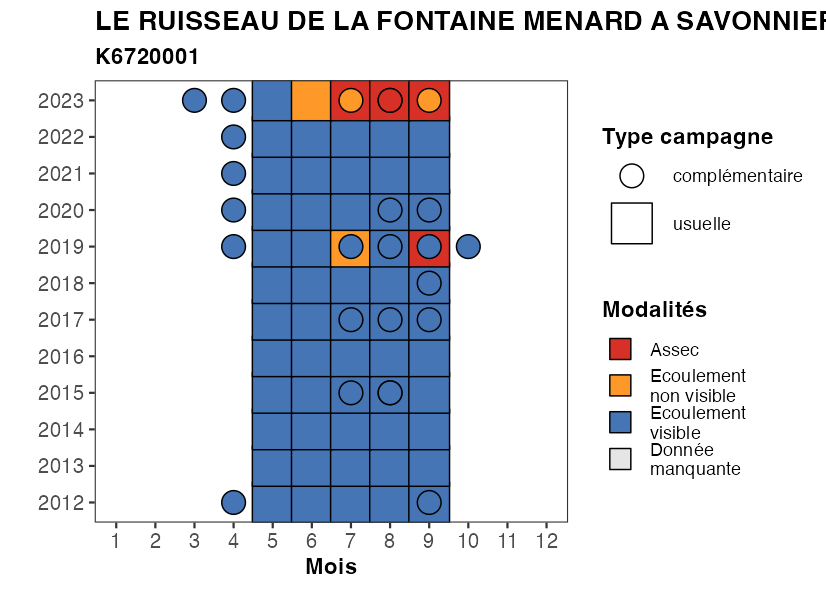 LE RUISSEAU DE LA FONTAINE MENARD A SAVONNIER
K6720001
2023
2022
2021
2020
2019
2018
2017
2016
2015
2014
2013
2012
1 2 3 4 5 6 7 8 9 10 11 12
Mois
Type campagne
complémentaire
usuelle
Modalités
Assec
Ecoulement
non visible
Ecoulement
visible
Donnée
manquante